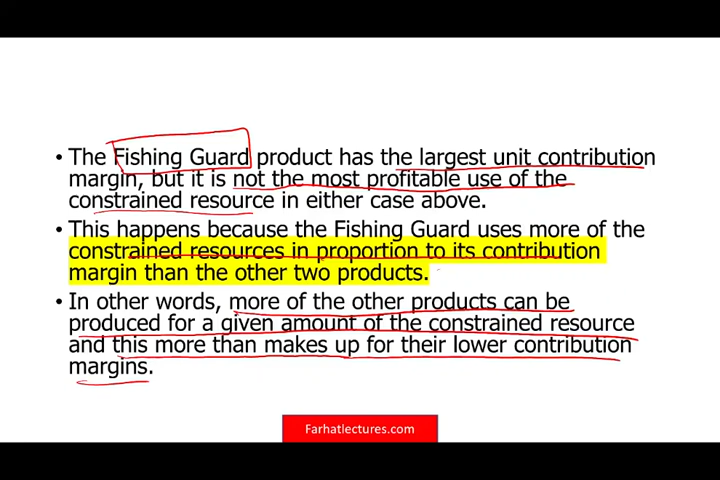 • The Fishing Guard product has the largest unit contribution
margin, but it is not the most profitable use of the
constrained resource in either case above.
• This happens because the Fishing Guard uses more of the
constrained resources in proportion to its contribution
margin than the other two products.
• In other words, more of the other products can be
produced for a given amount of the constrained resource
and this more than makes up for their lower contribution
margins.
Farhatlectures.com